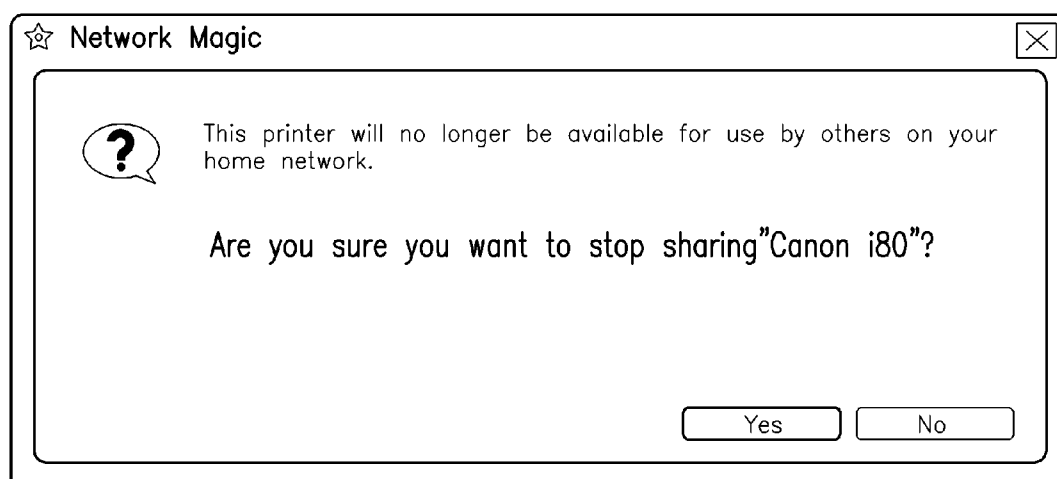 Network Magic
This printer will no longer be available for use by others on your
home network.
Are you sure you want to stop sharing"Canon i80"?
Yes No